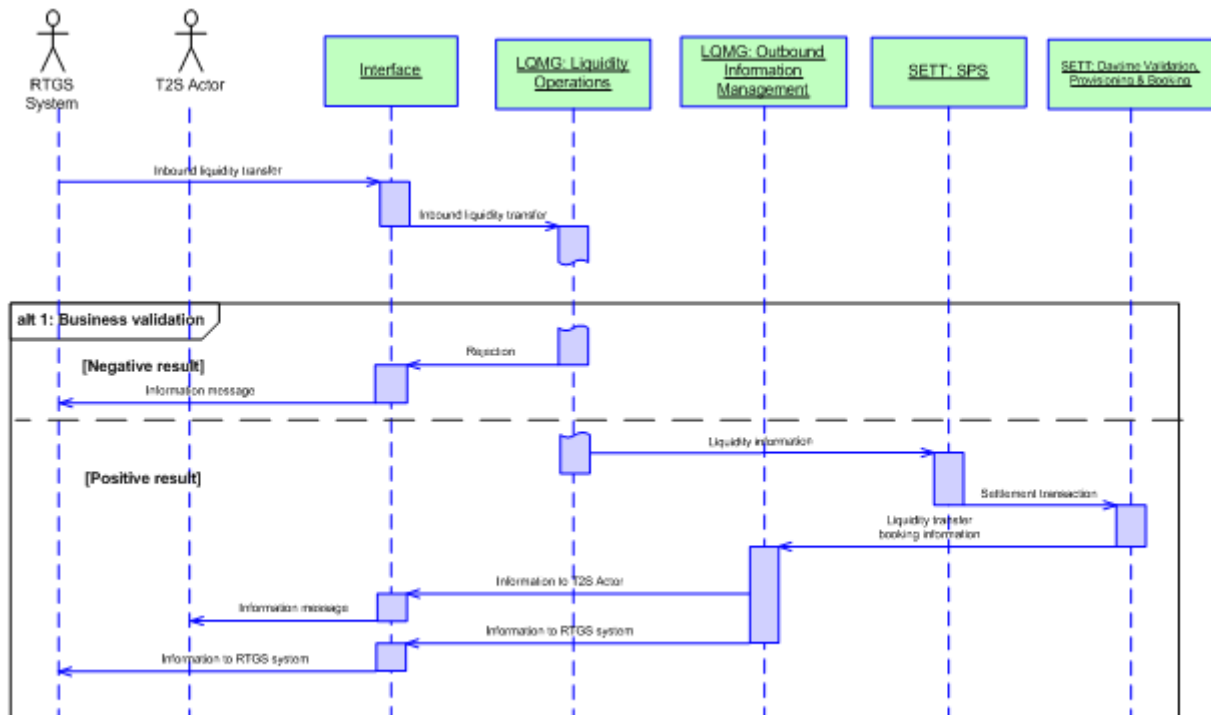 RTGS
System
T2S Actor
Interface
LQMG: Liquidity
Operations
LQMG: Outbound
Information
Management
SETT: SPS
SETT: Daytime Validation,
Provisioning & Booking
Inbound liquidity transfer
Inbound liquidity transfer
alt 1: Business validation
Rejection
[Negative result]
Information message
Liquidity information
[Positive result]
Settlement transaction
Liquidity transfer
booking information
Information to T2S Actor
Information message
Information to RTGS system
Information to RTGS system